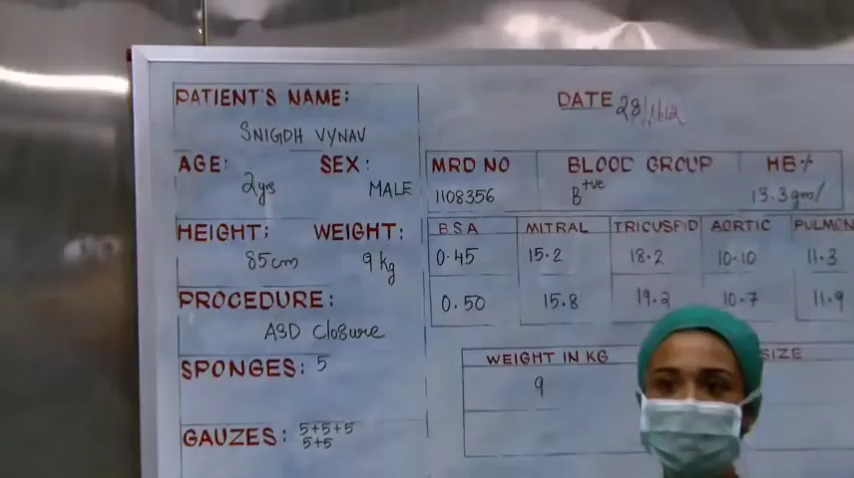 PATIENT'S NAME:
SNIGDH VYNAV
AGE: SEX:
2yrs MALE
HEIGHT: WEIGHT:
85cm 9 kg
PROCEDURE:
ASD Closure
SPONGES: 5
GAUZES: 5+5+5
5+5
DATE 28/
MRD NO BLOOD GROUP HB%
1108356 B+ve 13.3gm/
BSA MITRAL TRICUSPID AORTIC PULMON
0.45 15.2 18.2 10.10 11.3
0.50 15.8 19.2 10.7 11.9
WEIGHT IN KG SIZE
9